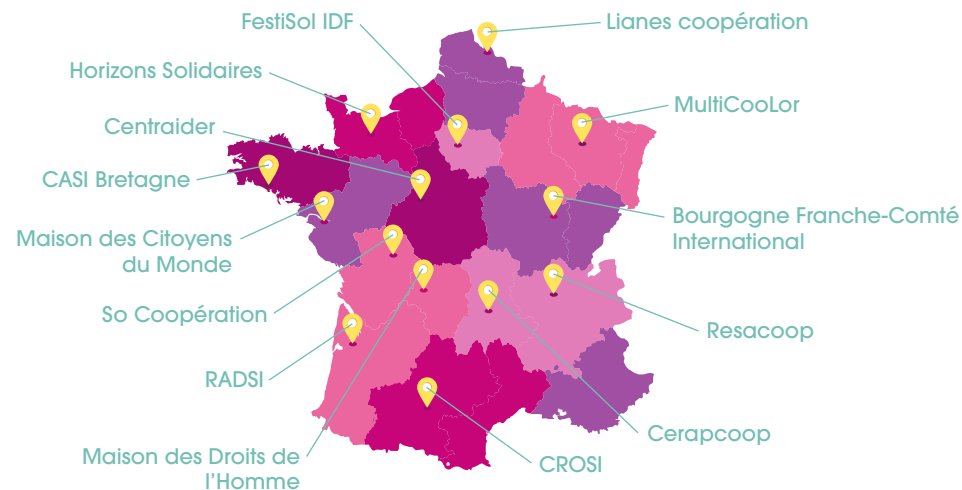 FestiSol IDF
Lianes coopération
Horizons Solidaires
MultiCooLor
Centraider
CASI Bretagne
Bourgogne Franche-Comté
International
Maison des Citoyens
du Monde
So Coopération
Resacoop
RADSI
Cerapcoop
Maison des Droits de
l'Homme
CROSI